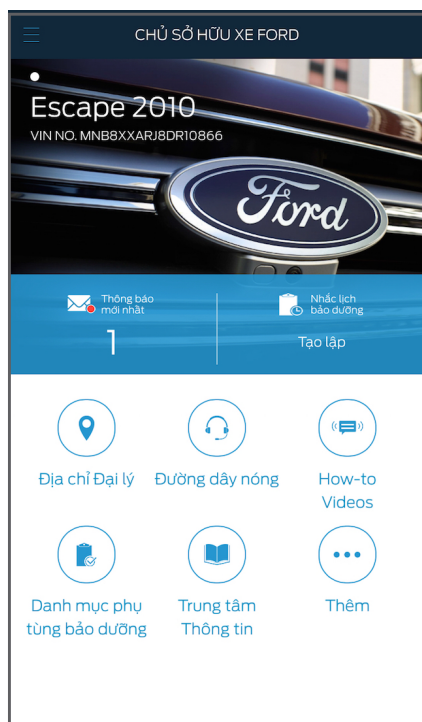 CHỦ SỞ HỮU XE FORD
Escape 2010
VIN NO. MNB8XXARJ8DR10866
Ford
Thông báo
mới nhất
1
Nhắc lịch
bảo dưỡng
Tạo lập
Địa chỉ Đại lý
Đường dây nóng
How-to
Videos
Danh mục phụ
tùng bảo dưỡng
Trung tâm
Thông tin
Thêm